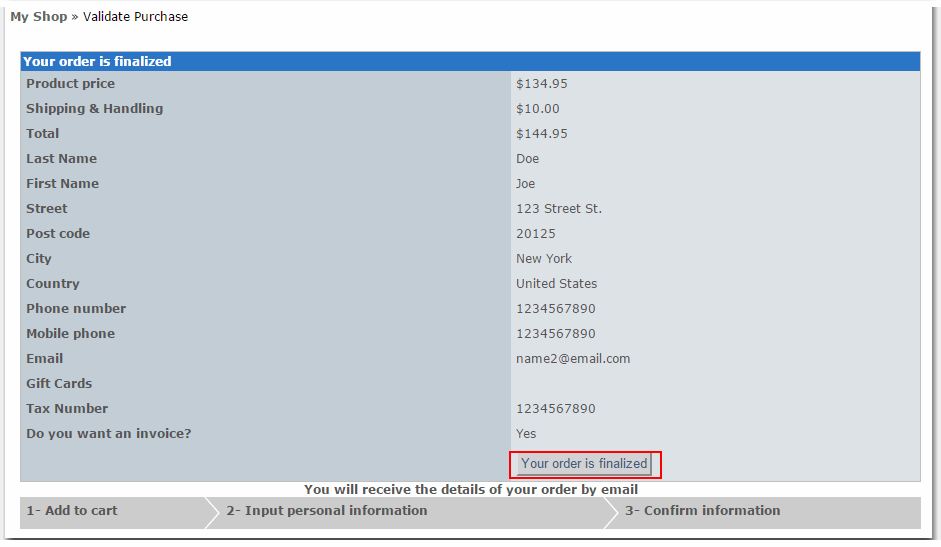 My Shop » Validate Purchase
Your order is finalized
Product price $134.95
Shipping & Handling $10.00
Total $144.95
Last Name Doe
First Name Joe
Street 123 Street St.
Post code 20125
City New York
Country United States
Phone number 1234567890
Mobile phone 1234567890
Email name2@email.com
Gift Cards
Tax Number 1234567890
Do you want an invoice? Yes
Your order is finalized
You will receive the details of your order by email
1- Add to cart 2- Input personal information 3- Confirm information